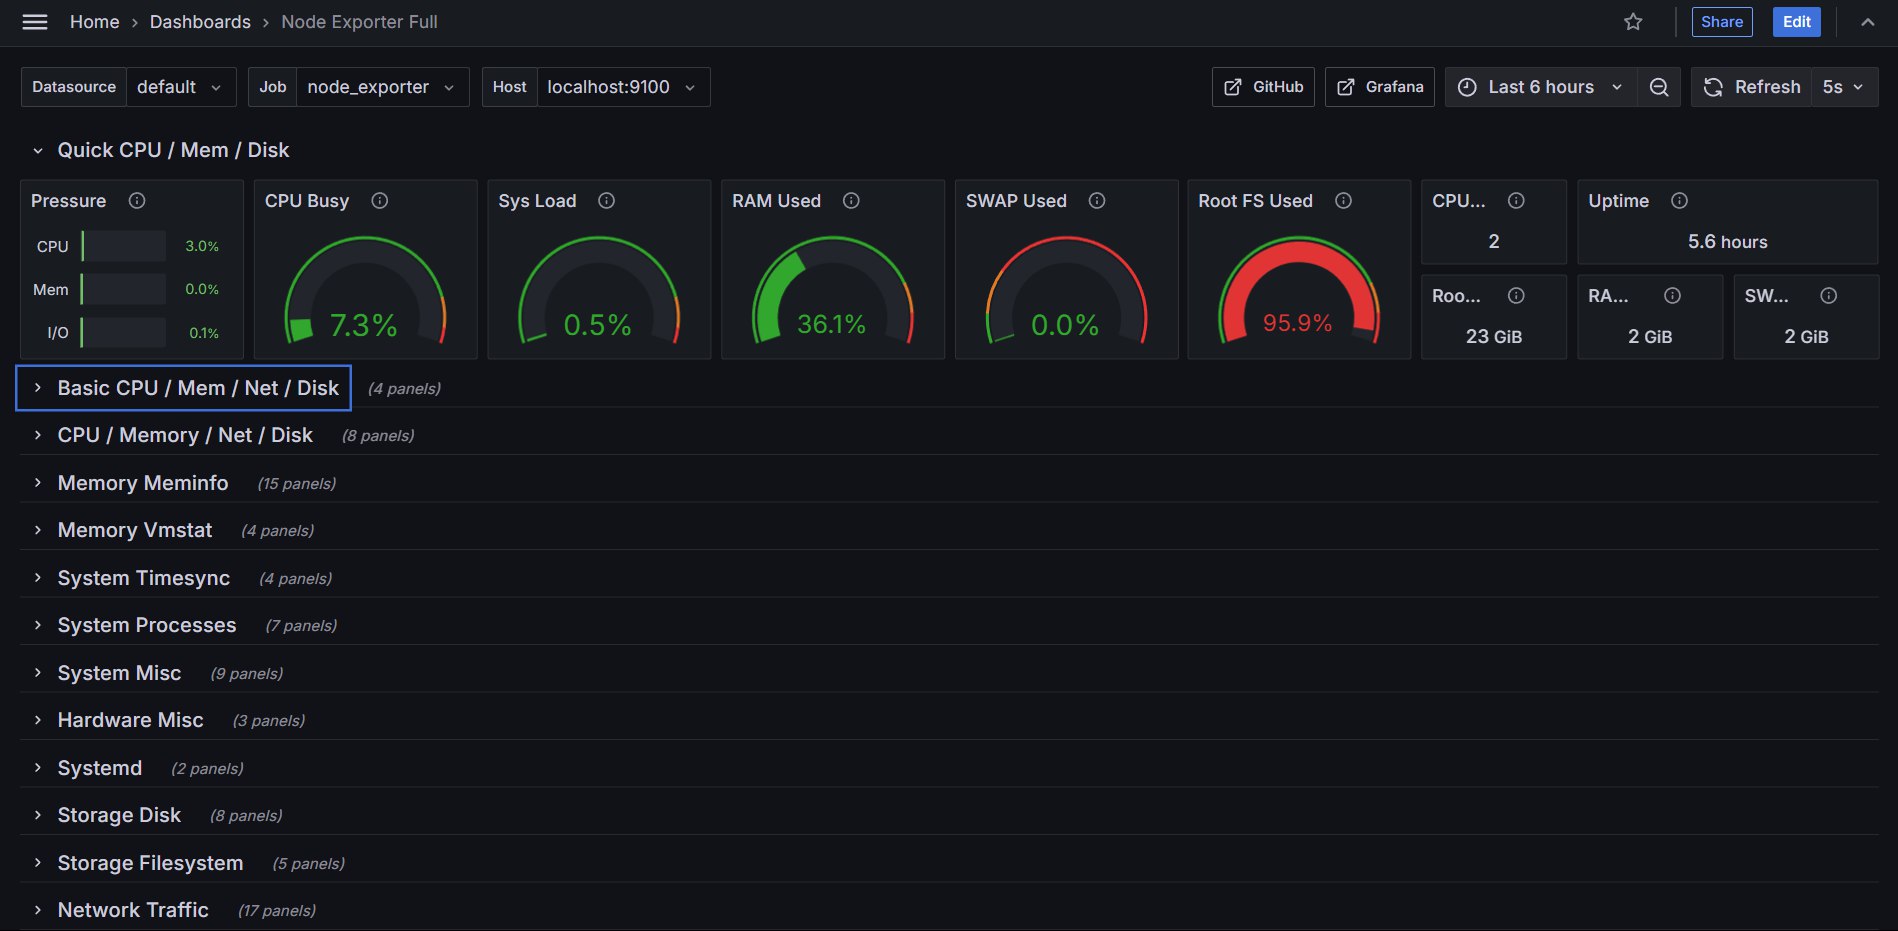 Home › Dashboards › Node Exporter Full
Share Edit
Datasource default Job node_exporter Host localhost:9100 GitHub Grafana Last 6 hours Refresh 5s
Quick CPU / Mem / Disk
Pressure
CPU 3.0%
Mem 0.0%
I/O 0.1%
CPU Busy
7.3%
Sys Load
0.5%
RAM Used
36.1%
SWAP Used
0.0%
Root FS Used
95.9%
CPU...
2
Uptime
5.6 hours
Roo...
23 GiB
RA...
2 GiB
SW...
2 GiB
Basic CPU / Mem / Net / Disk (4 panels)
CPU / Memory / Net / Disk (8 panels)
Memory Meminfo (15 panels)
Memory Vmstat (4 panels)
System Timesync (4 panels)
System Processes (7 panels)
System Misc (9 panels)
Hardware Misc (3 panels)
Systemd (2 panels)
Storage Disk (8 panels)
Storage Filesystem (5 panels)
Network Traffic (17 panels)